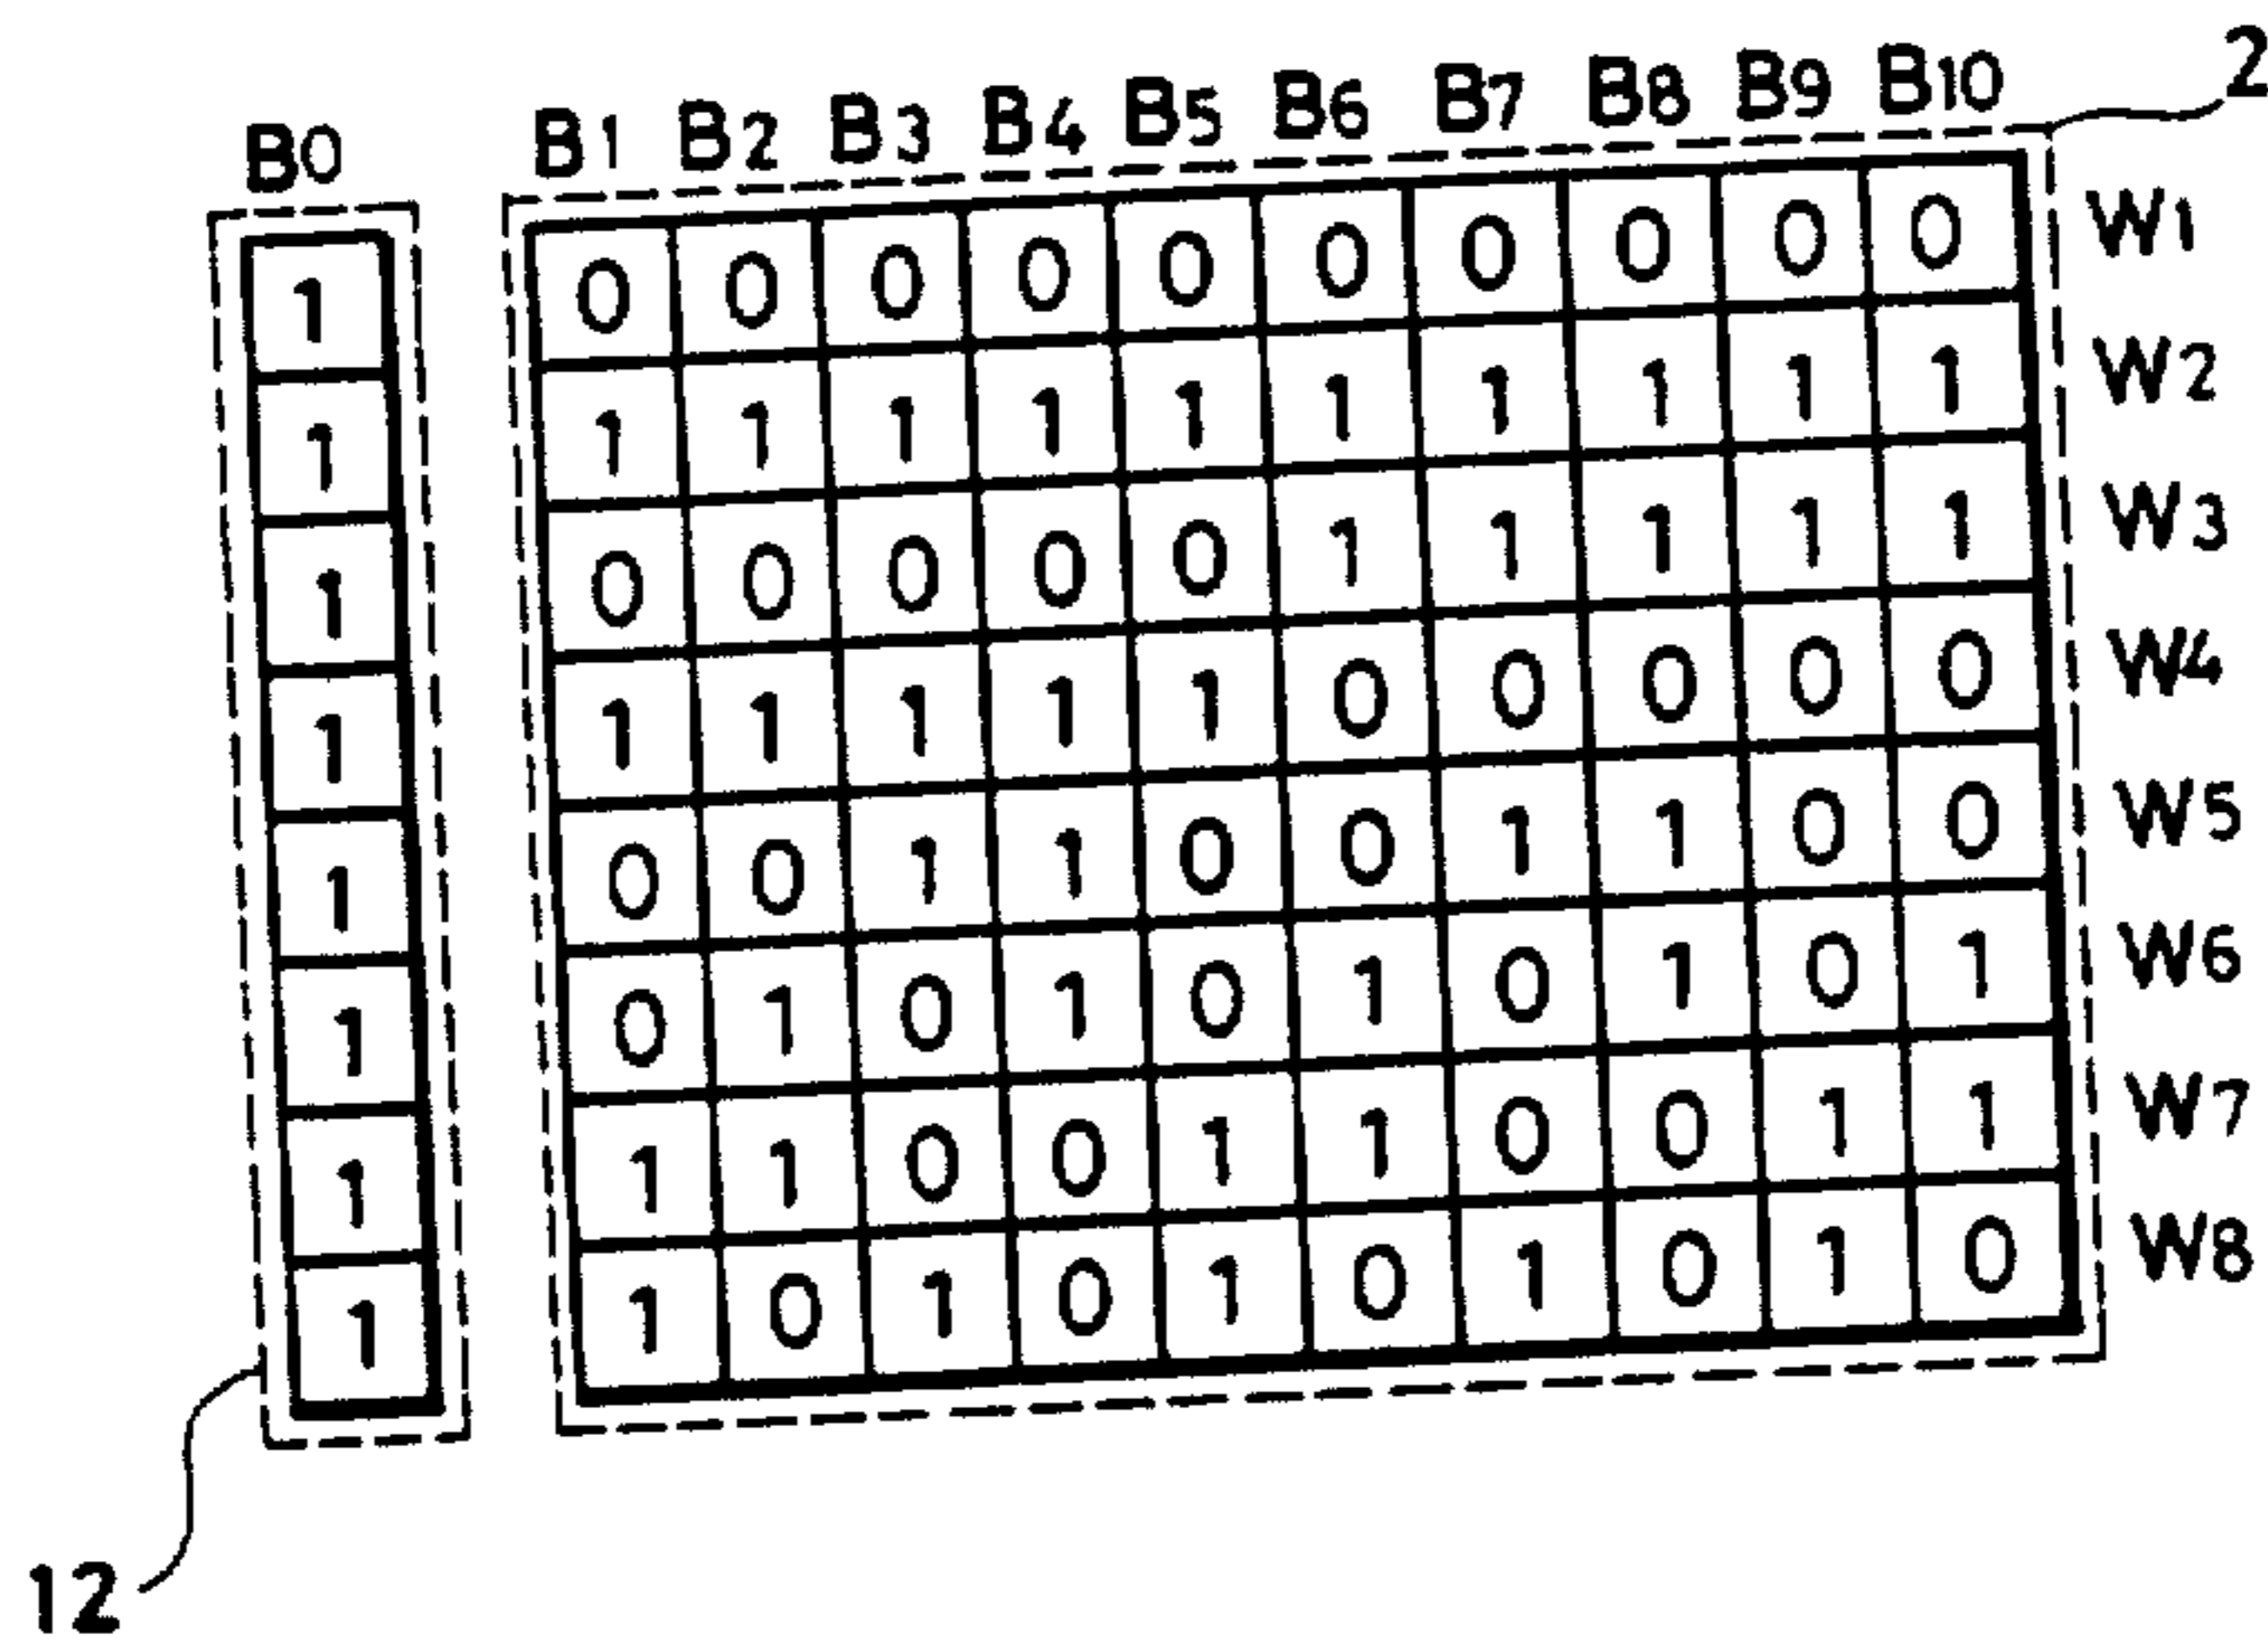 2
B0 B1 B2 B3 B4 B5 B6 B7 B8 B9 B10
1 0 0 0 0 0 0 0 0 0 0 W1
1 1 1 1 1 1 1 1 1 1 1 W2
1 0 0 0 0 0 1 1 1 1 1 W3
1 1 1 1 1 1 0 0 0 0 0 W4
1 0 0 1 1 0 0 1 1 0 0 W5
1 0 1 0 1 0 1 0 1 0 1 W6
1 1 1 0 0 1 1 0 0 1 1 W7
1 1 0 1 0 1 0 1 0 1 0 W8
12